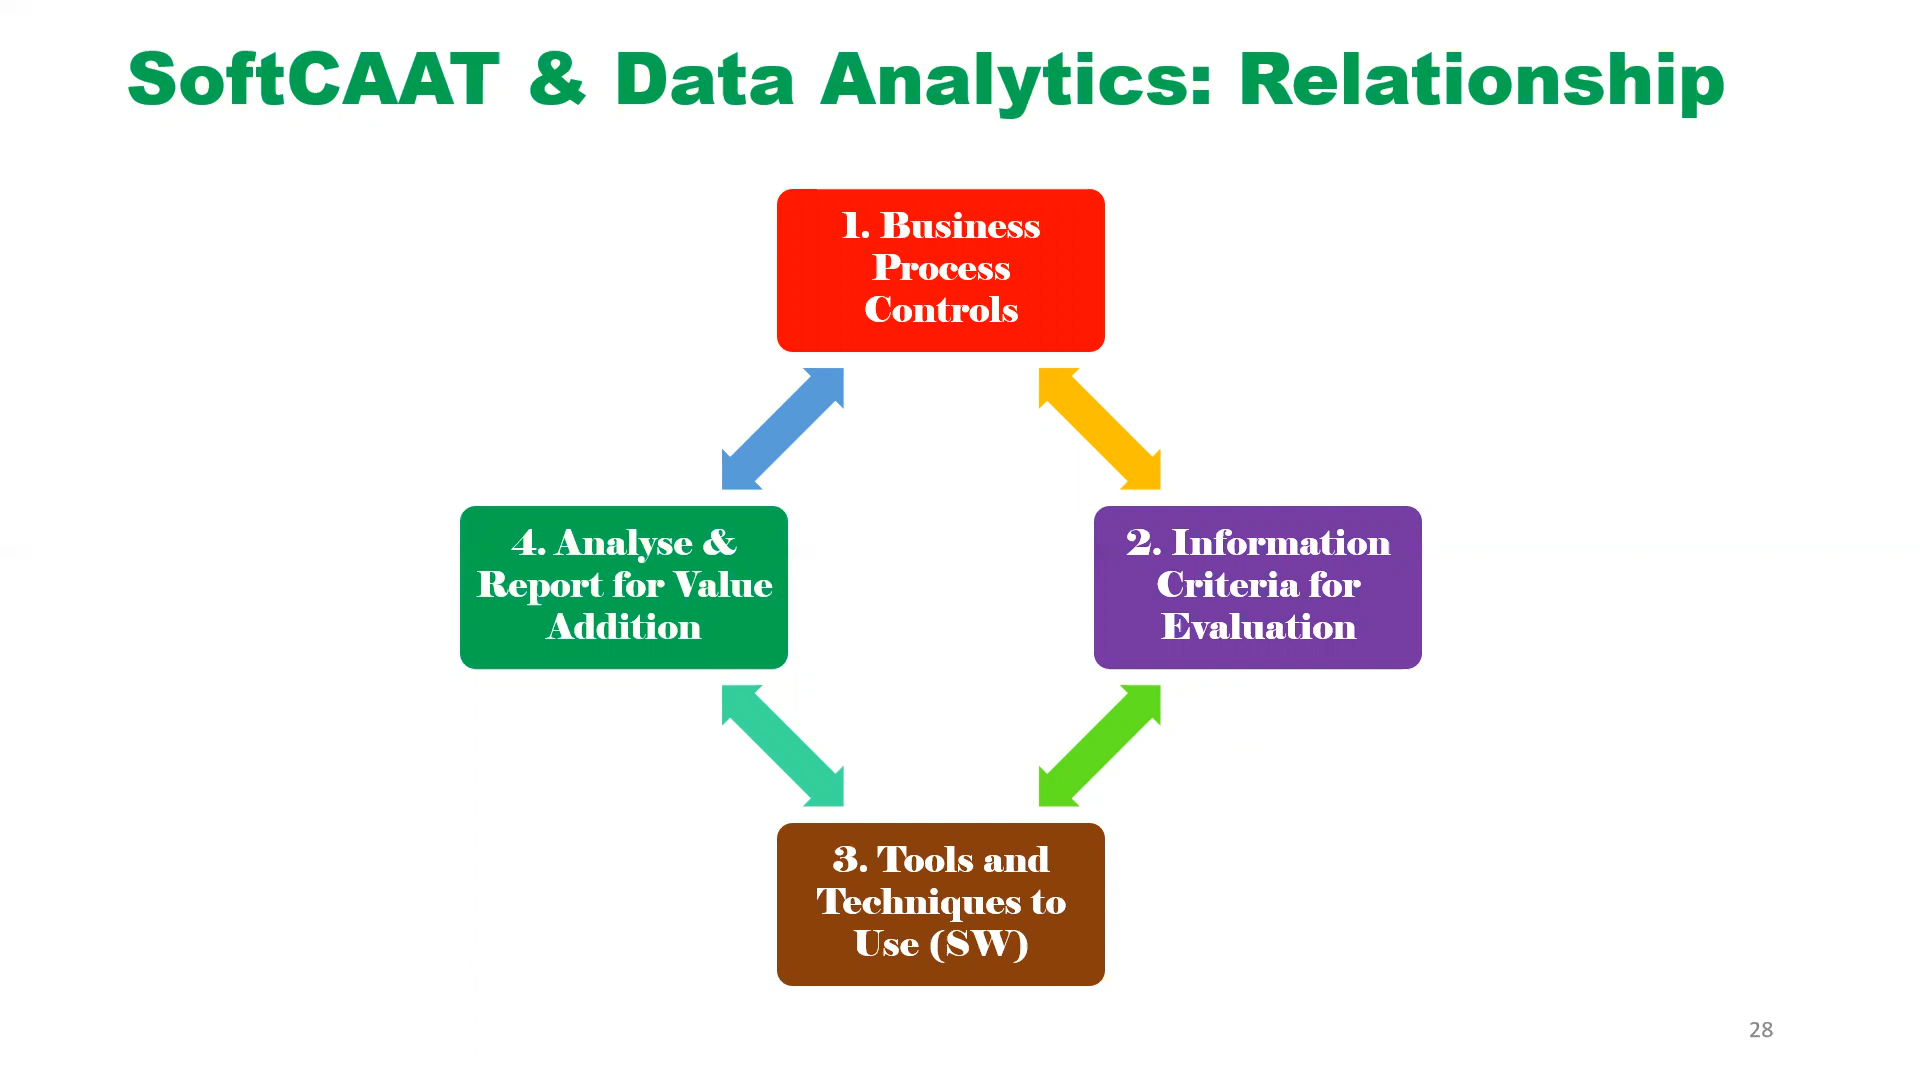 SoftCAAT & Data Analytics: Relationship
1. Business
Process
Controls
2. Information
Criteria for
Evaluation
3. Tools and
Techniques to
Use (SW)
4. Analyse &
Report for Value
Addition
28